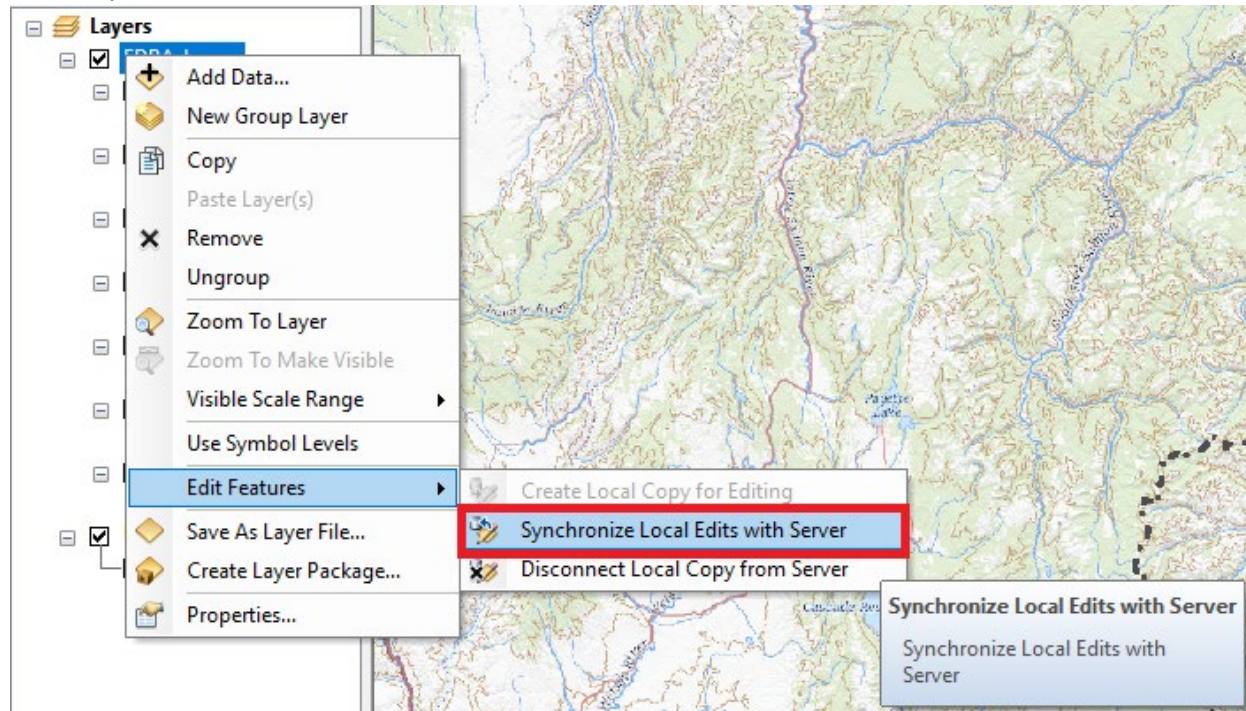 Layers
Add Data...
New Group Layer
Copy
Paste Layer(s)
Remove
Ungroup
Zoom To Layer
Zoom To Make Visible
Visible Scale Range
Use Symbol Levels
Edit Features
Create Local Copy for Editing
Synchronize Local Edits with Server
Disconnect Local Copy from Server
Save As Layer File...
Create Layer Package...
Properties...
Synchronize Local Edits with Server
Synchronize Local Edits with
Server
Payette
Lake
Cascade